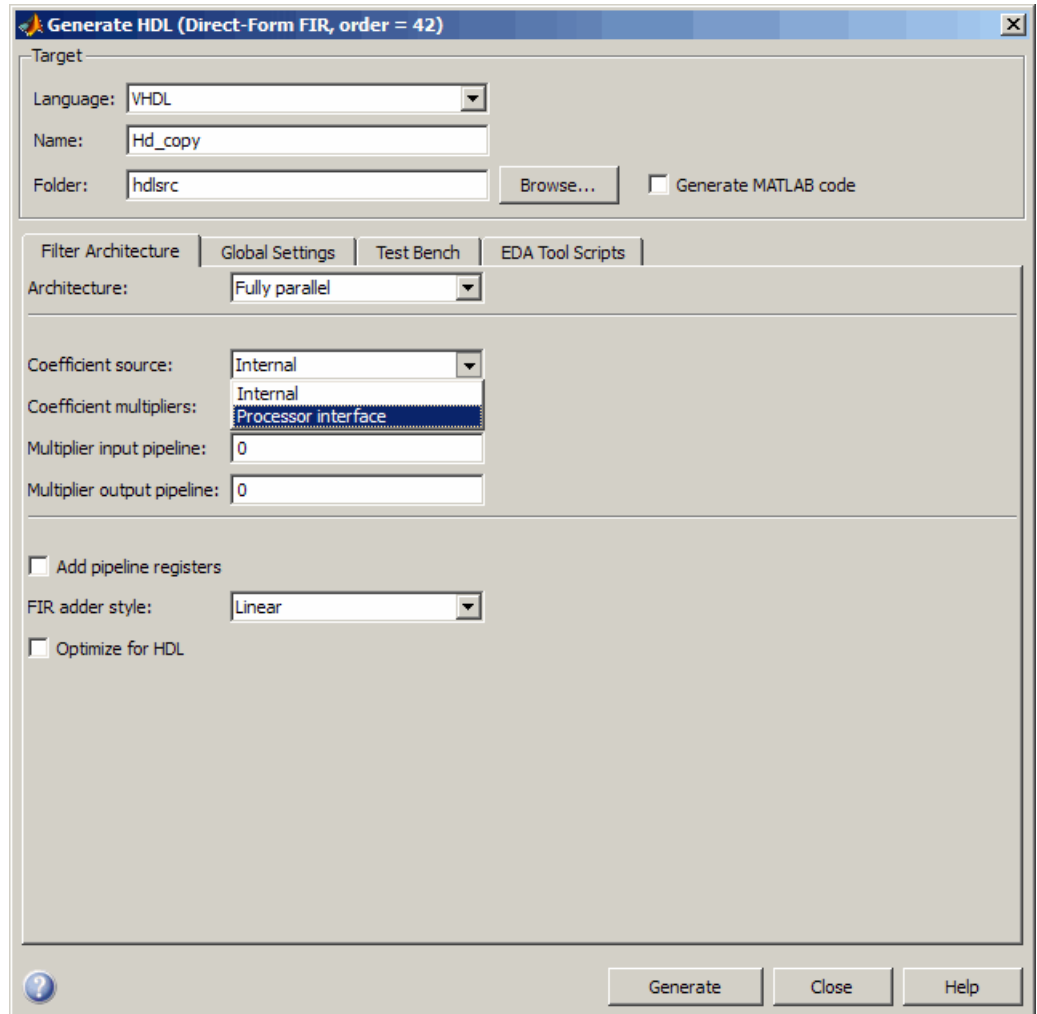 Generate HDL (Direct-Form FIR, order = 42)
Target
Language: VHDL
Name: Hd_copy
Folder: hdlsrc Browse... Generate MATLAB code
Filter Architecture Global Settings Test Bench EDA Tool Scripts
Architecture: Fully parallel
Coefficient source: Internal
Internal
Coefficient multipliers: Processor interface
Multiplier input pipeline: 0
Multiplier output pipeline: 0
Add pipeline registers
FIR adder style: Linear
Optimize for HDL
? Generate Close Help